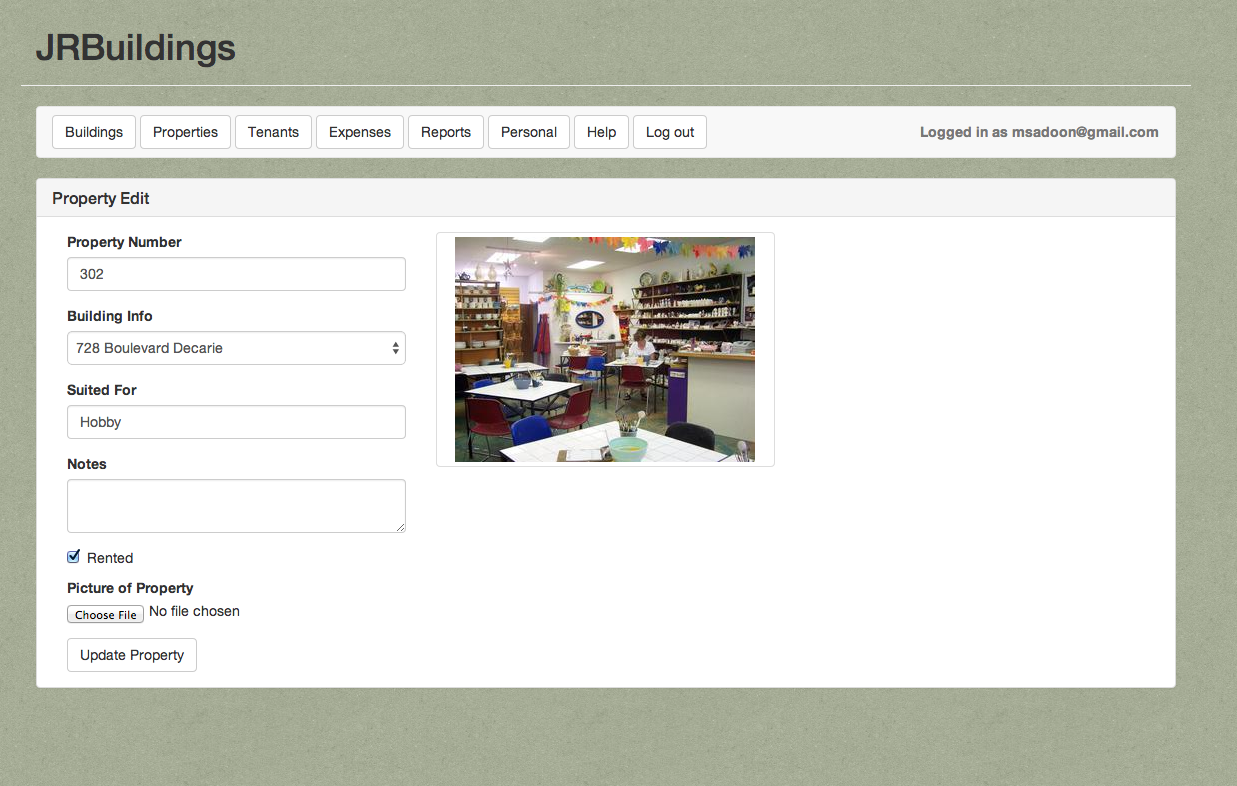 JRBuildings
Buildings Properties Tenants Expenses Reports Personal Help Log out Logged in as msadoon@gmail.com
Property Edit
Property Number
302
Building Info
728 Boulevard Decarie
Suited For
Hobby
Notes
Rented
Picture of Property
Choose File No file chosen
Update Property